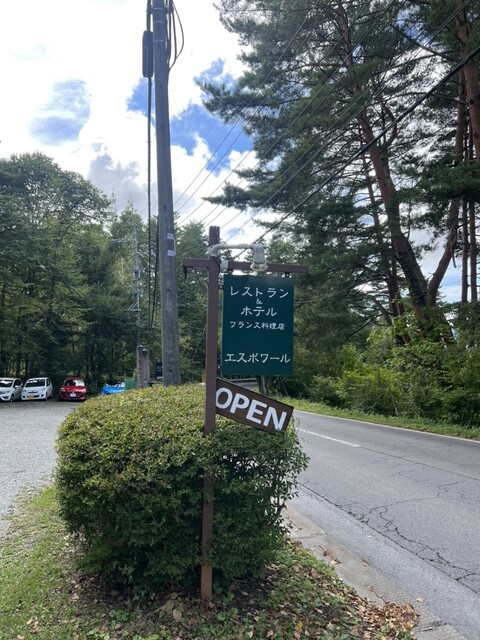 レストラン
&
ホテル
フランス料理店
エスポワール
OPEN